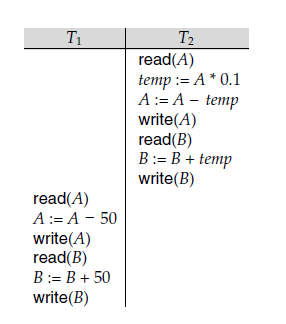 T1 T2
read(A)
temp := A * 0.1
A := A − temp
write(A)
read(B)
B := B + temp
write(B)
read(A)
A := A − 50
write(A)
read(B)
B := B + 50
write(B)